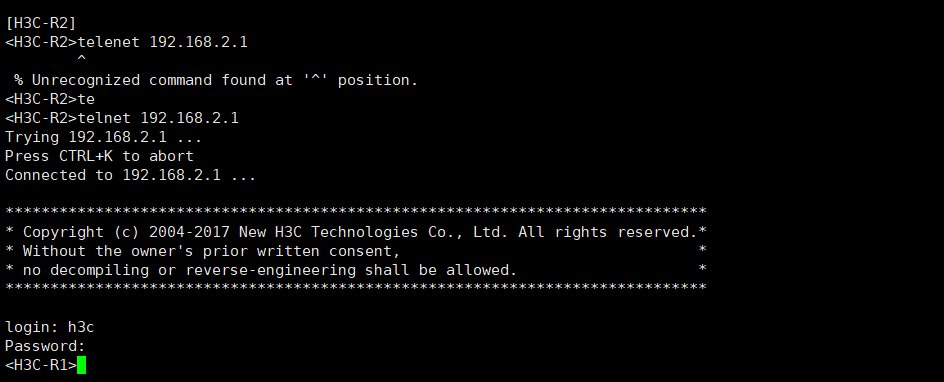 [H3C-R2]
<H3C-R2>telenet 192.168.2.1
^
% Unrecognized command found at '^' position.
<H3C-R2>te
<H3C-R2>telnet 192.168.2.1
Trying 192.168.2.1 ...
Press CTRL+K to abort
Connected to 192.168.2.1 ...
******************************************************************************
* Copyright (c) 2004-2017 New H3C Technologies Co., Ltd. All rights reserved.*
* Without the owner's prior written consent,                                 *
* no decompiling or reverse-engineering shall be allowed.                    *
******************************************************************************
login: h3c
Password:
<H3C-R1>